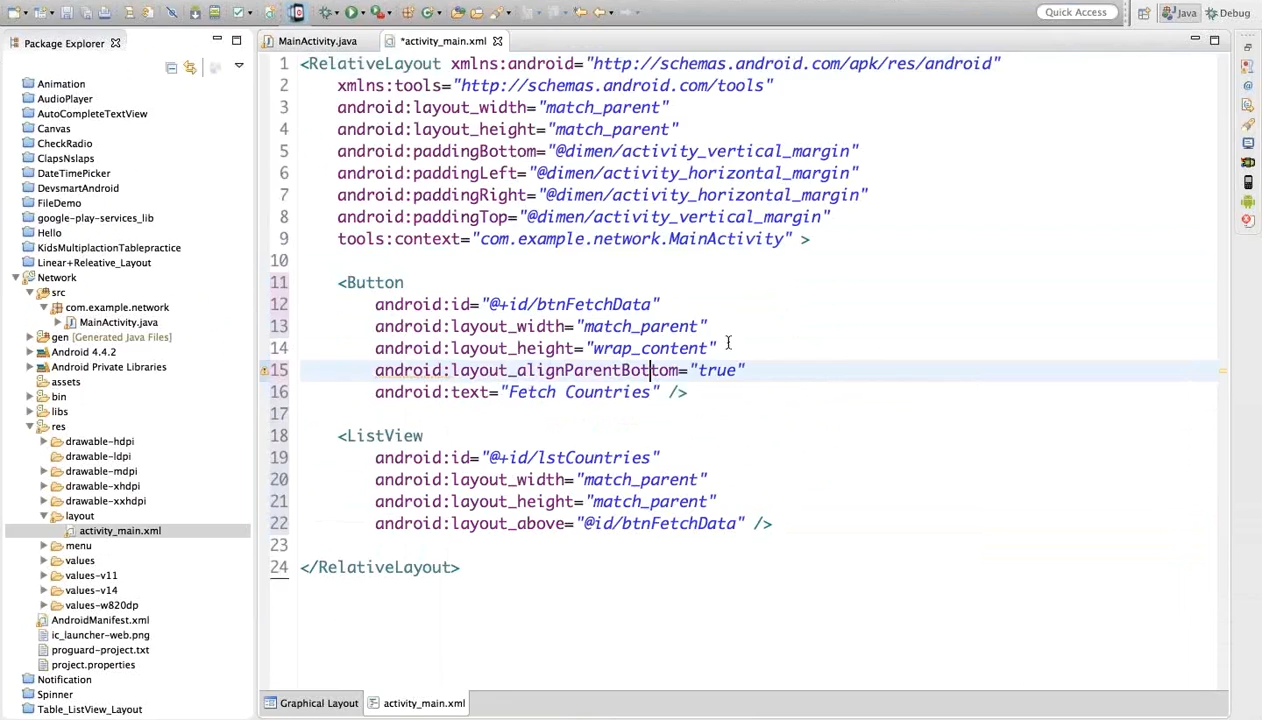 Quick Access
Java
Debug
Package Explorer
MainActivity.java
*activity_main.xml
Animation
AudioPlayer
AutoCompleteTextView
Canvas
CheckRadio
ClapsNslaps
DateTimePicker
DevsmartAndroid
FileDemo
google-play-services_lib
Hello
KidsMultiplactionTablepractice
Linear+Releative_Layout
Network
src
com.example.network
MainActivity.java
gen [Generated Java Files]
Android 4.4.2
Android Private Libraries
assets
bin
libs
res
drawable-hdpi
drawable-ldpi
drawable-mdpi
drawable-xhdpi
drawable-xxhdpi
layout
activity_main.xml
menu
values
values-v11
values-v14
values-w820dp
AndroidManifest.xml
ic_launcher-web.png
proguard-project.txt
project.properties
Notification
Spinner
Table_ListView_Layout
1 <RelativeLayout xmlns:android="http://schemas.android.com/apk/res/android"
2 xmlns:tools="http://schemas.android.com/tools"
3 android:layout_width="match_parent"
4 android:layout_height="match_parent"
5 android:paddingBottom="@dimen/activity_vertical_margin"
6 android:paddingLeft="@dimen/activity_horizontal_margin"
7 android:paddingRight="@dimen/activity_horizontal_margin"
8 android:paddingTop="@dimen/activity_vertical_margin"
9 tools:context="com.example.network.MainActivity" >
10
11 <Button
12 android:id="@+id/btnFetchData"
13 android:layout_width="match_parent"
14 android:layout_height="wrap_content"
15 android:layout_alignParentBottom="true"
16 android:text="Fetch Countries" />
17
18 <ListView
19 android:id="@+id/lstCountries"
20 android:layout_width="match_parent"
21 android:layout_height="match_parent"
22 android:layout_above="@id/btnFetchData" />
23
24 </RelativeLayout>
Graphical Layout
activity_main.xml